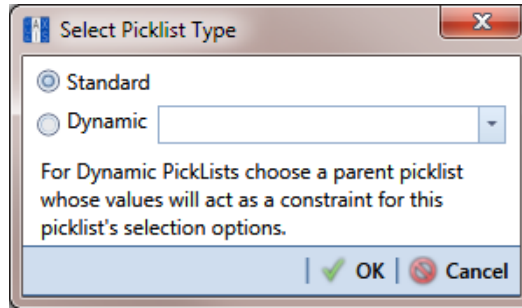 Select Picklist Type
Standard
Dynamic
For Dynamic PickLists choose a parent picklist
whose values will act as a constraint for this
picklist's selection options.
OK | Cancel